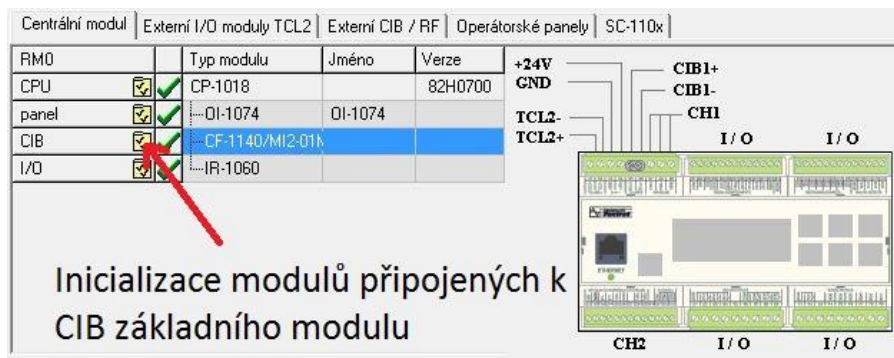 Centrální modul Externí I/O moduly TCL2 Externí CIB / RF Operátorské panely SC-110x
RM0 Typ modulu Jméno Verze
CPU CP-1018 82H0700
panel OI-1074 OI-1074
CIB CF-1140/MI2-01M
I/O IR-1060
+24V
GND
TCL2-
TCL2+
CIB1+
CIB1-
CH1
I/O I/O
ETHERNET
CH2 I/O I/O
Inicializace modulů připojených k
CIB základního modulu